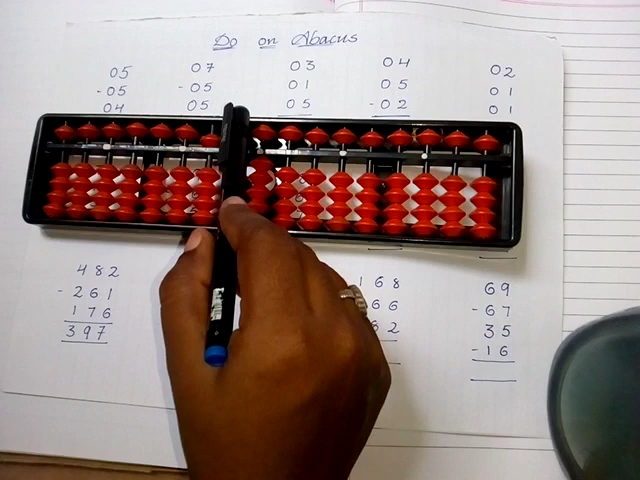 Do on Abacus
05 07 03 04 02
-05 -05 01 05 01
04 05 05 -02 01
482 168 69
-261 66 -67
176 2 35
397 -16